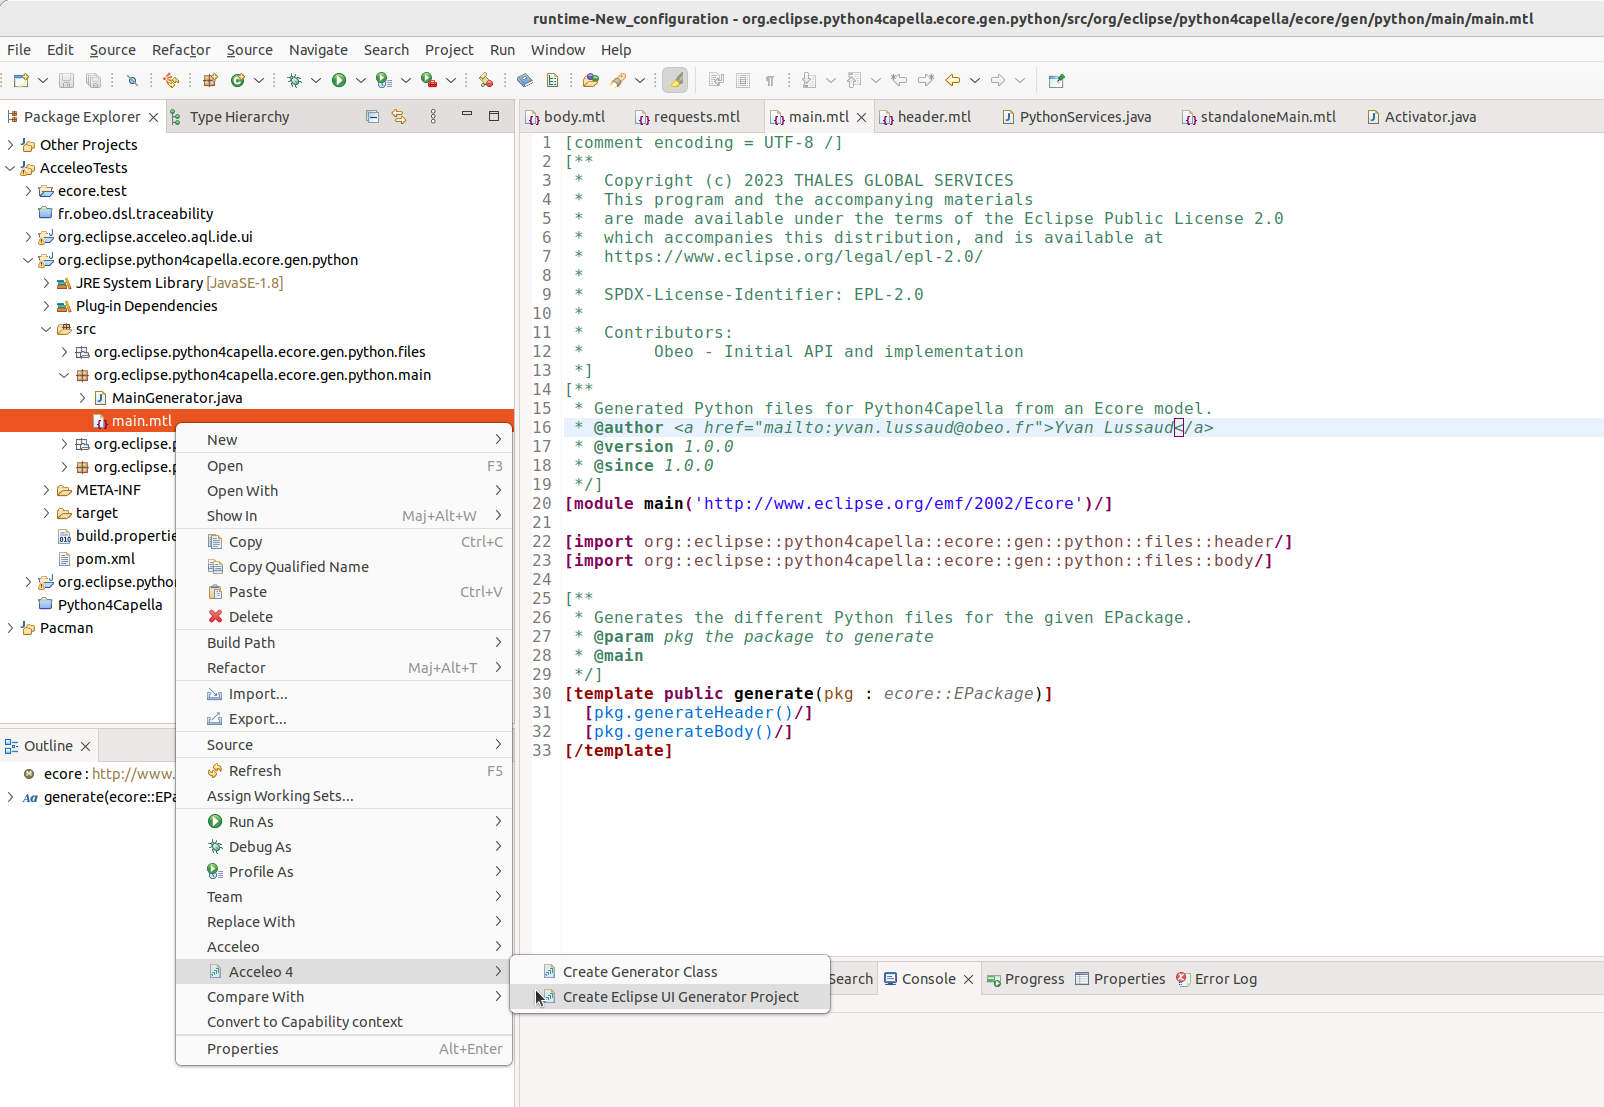 runtime-New_configuration - org.eclipse.python4capella.ecore.gen.python/src/org/eclipse/python4capella/ecore/gen/python/main/main.mtl
File Edit Source Refactor Source Navigate Search Project Run Window Help
Package Explorer
Type Hierarchy
Other Projects
AcceleoTests
ecore.test
fr.obeo.dsl.traceability
org.eclipse.acceleo.aql.ide.ui
org.eclipse.python4capella.ecore.gen.python
JRE System Library [JavaSE-1.8]
Plug-in Dependencies
src
org.eclipse.python4capella.ecore.gen.python.files
org.eclipse.python4capella.ecore.gen.python.main
MainGenerator.java
main.mtl
org.eclipse.p
org.eclipse.p
META-INF
target
build.propertie
pom.xml
org.eclipse.pytho
Python4Capella
Pacman
Outline
ecore : http://www.
generate(ecore::EPa
New
Open F3
Open With
Show In Maj+Alt+W
Copy Ctrl+C
Copy Qualified Name
Paste Ctrl+V
Delete
Build Path
Refactor Maj+Alt+T
Import...
Export...
Source
Refresh F5
Assign Working Sets...
Run As
Debug As
Profile As
Team
Replace With
Acceleo
Acceleo 4
Compare With
Convert to Capability context
Properties Alt+Enter
Create Generator Class
Create Eclipse UI Generator Project
body.mtl requests.mtl main.mtl header.mtl PythonServices.java standaloneMain.mtl Activator.java
1 [comment encoding = UTF-8 /]
2 [**
3 * Copyright (c) 2023 THALES GLOBAL SERVICES
4 * This program and the accompanying materials
5 * are made available under the terms of the Eclipse Public License 2.0
6 * which accompanies this distribution, and is available at
7 * https://www.eclipse.org/legal/epl-2.0/
8 *
9 * SPDX-License-Identifier: EPL-2.0
10 *
11 * Contributors:
12 * Obeo - Initial API and implementation
13 *]
14 [**
15 * Generated Python files for Python4Capella from an Ecore model.
16 * @author <a href="mailto:yvan.lussaud@obeo.fr">Yvan Lussaud</a>
17 * @version 1.0.0
18 * @since 1.0.0
19 */]
20 [module main('http://www.eclipse.org/emf/2002/Ecore')/]
21
22 [import org::eclipse::python4capella::ecore::gen::python::files::header/]
23 [import org::eclipse::python4capella::ecore::gen::python::files::body/]
24
25 [**
26 * Generates the different Python files for the given EPackage.
27 * @param pkg the package to generate
28 * @main
29 */]
30 [template public generate(pkg : ecore::EPackage)]
31 [pkg.generateHeader()/]
32 [pkg.generateBody()/]
33 [/template]
Search Console Progress Properties Error Log